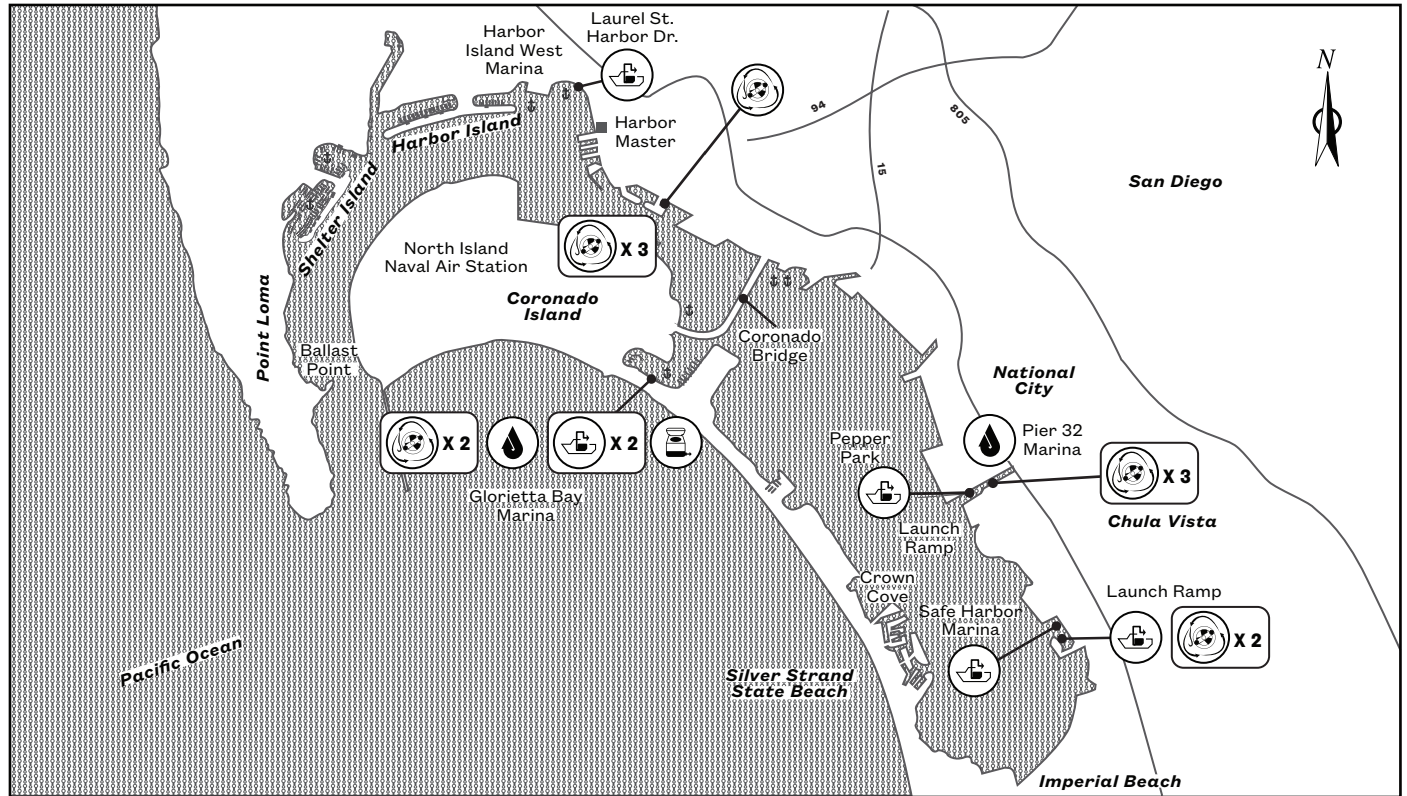 Laurel St.
Harbor Dr.
Harbor
Island West
Marina
N
94
805
Harbor Island
Harbor
Master
15
San Diego
Shelter Island
North Island
Naval Air Station
X 3
Coronado
Island
Point Loma
Ballast
Point
Coronado
Bridge
National
City
X 2
X 2
Glorietta Bay
Marina
Pepper
Park
Pier 32
Marina
X 3
Chula Vista
Launch
Ramp
Crown
Cove
Safe Harbor
Marina
Launch Ramp
X 2
Pacific Ocean
Silver Strand
State Beach
Imperial Beach